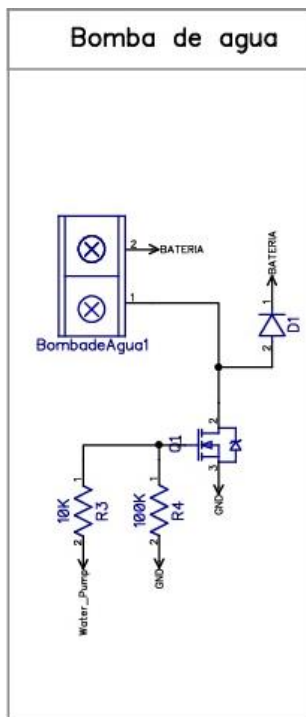 Bomba de agua
BATERIA
2
BATERIA
1
1
BombadeAgua1
D1
2
2
Q1
3
1
1
10K
R3
100K
R4
GND
2
2
Water_Pump
GND